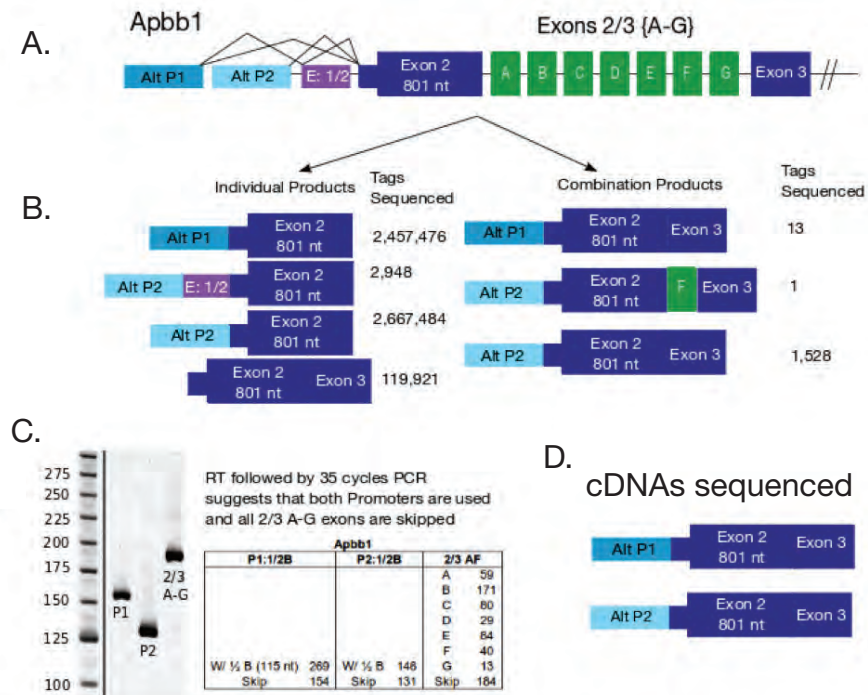 A.
Apbb1
Exons 2/3 {A-G}
Alt P1
Alt P2
E: 1/2
Exon 2
801 nt
A B C D E F G
Exon 3
Individual Products
Tags
Sequenced
Combination Products
Tags
Sequenced
B.
Alt P1
Exon 2
801 nt
2,457,476
Alt P2
E: 1/2
Exon 2
801 nt
2,948
Alt P2
Exon 2
801 nt
2,667,484
Exon 2
801 nt
Exon 3
119,921
Alt P1
Exon 2
801 nt
Exon 3
13
Alt P2
Exon 2
801 nt
F
Exon 3
1
Alt P2
Exon 2
801 nt
Exon 3
1,528
C.
275
250
225
200
175
150
125
100
P1
P2
2/3
A-G
RT followed by 35 cycles PCR
suggests that both Promoters are used
and all 2/3 A-G exons are skipped
Apbb1
P1:1/2B P2:1/2B 2/3 AF
A 59
B 171
C 80
D 29
E 84
F 40
W/ ½ B (115 nt) 269 W/ ½ B 146 G 13
Skip 154 Skip 131 Skip 184
D.
cDNAs sequenced
Alt P1
Exon 2
801 nt
Exon 3
Alt P2
Exon 2
801 nt
Exon 3